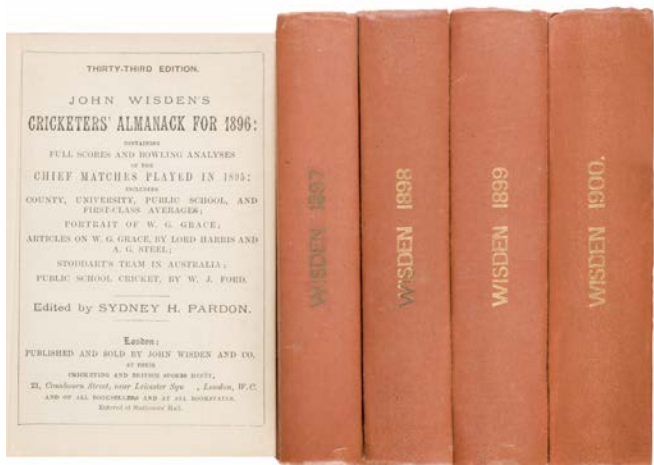 THIRTY-THIRD EDITION.
JOHN WISDEN'S
CRICKETERS' ALMANACK FOR 1896:
CONTAINING
FULL SCORES AND BOWLING ANALYSES
OF THE
CHIEF MATCHES PLAYED IN 1895:
INCLUDING
COUNTY, UNIVERSITY, PUBLIC SCHOOL, AND
FIRST-CLASS AVERAGES;
PORTRAIT OF W. G. GRACE;
ARTICLES ON W. G. GRACE, BY LORD HARRIS AND
A. G. STEEL;
STODDART'S TEAM IN AUSTRALIA;
PUBLIC SCHOOL CRICKET, BY W. J. FORD.
Edited by SYDNEY H. PARDON.
London:
PUBLISHED AND SOLD BY JOHN WISDEN AND CO.
AT THEIR
CRICKETING AND BRITISH SPORTS DEPÔT,
21, Cranbourn Street, near Leicester Squ , London, W.C.
AND OF ALL BOOKSELLERS AND AT ALL BOOKSTALLS.
Entered at Stationers' Hall.
WISDEN 1897
WISDEN 1898
WISDEN 1899
WISDEN 1900.